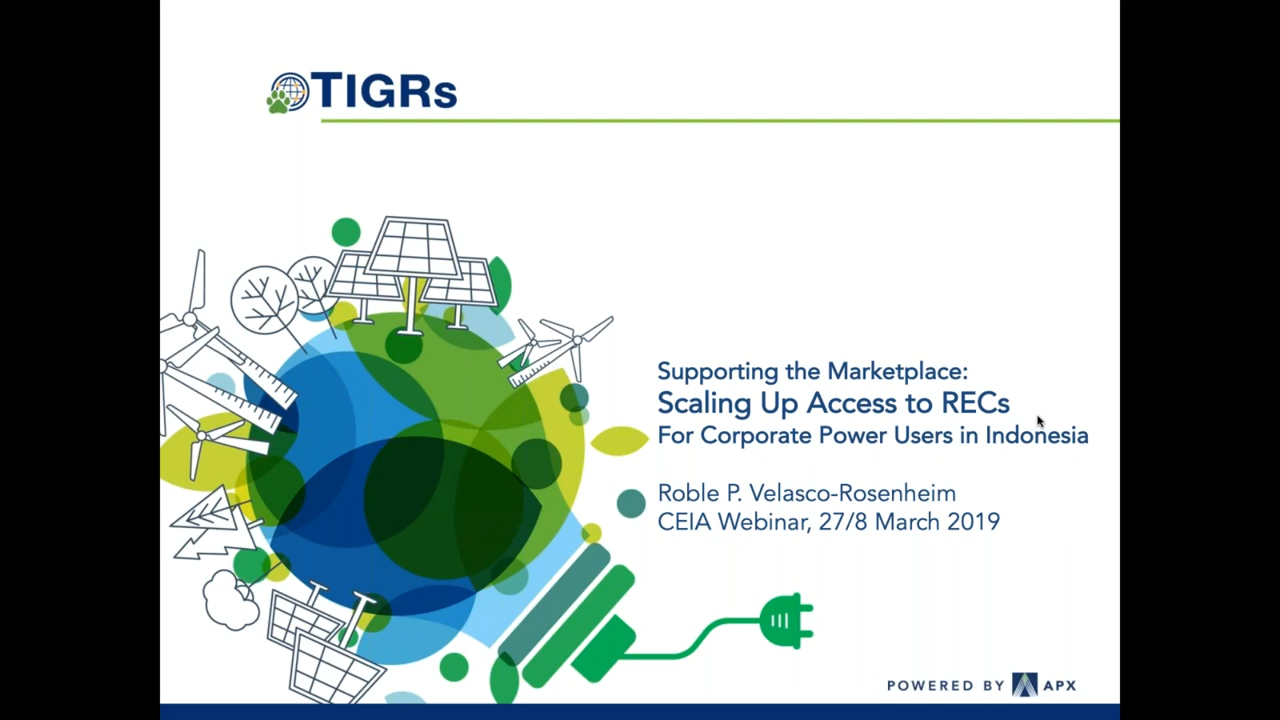 TIGRs
Supporting the Marketplace:
Scaling Up Access to RECs
For Corporate Power Users in Indonesia
Roble P. Velasco-Rosenheim
CEIA Webinar, 27/8 March 2019
POWERED BY APX